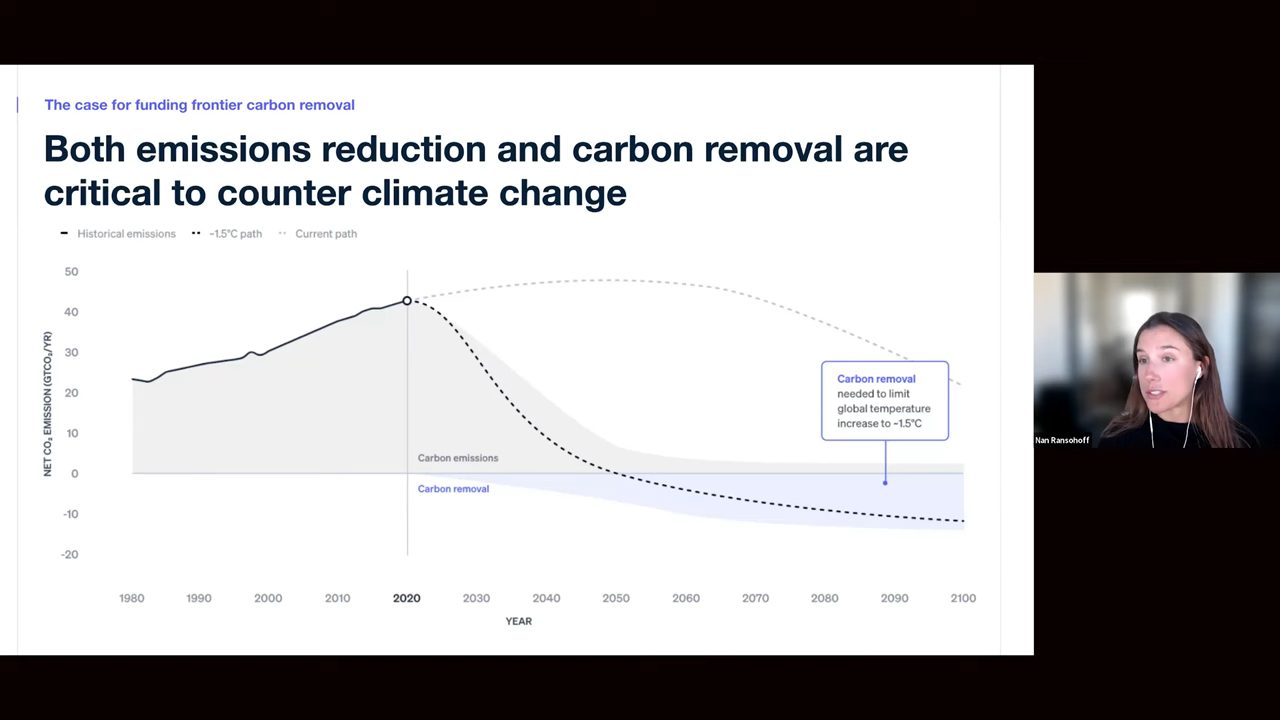 The case for funding frontier carbon removal
Both emissions reduction and carbon removal are
critical to counter climate change
Historical emissions
~1.5°C path
Current path
NET CO₂ EMISSION (GTCO₂/YR)
50
40
30
20
10
0
-10
-20
Carbon emissions
Carbon removal
Carbon removal
needed to limit
global temperature
increase to ~1.5°C
1980 1990 2000 2010 2020 2030 2040 2050 2060 2070 2080 2090 2100
YEAR
Nan Ransohoff